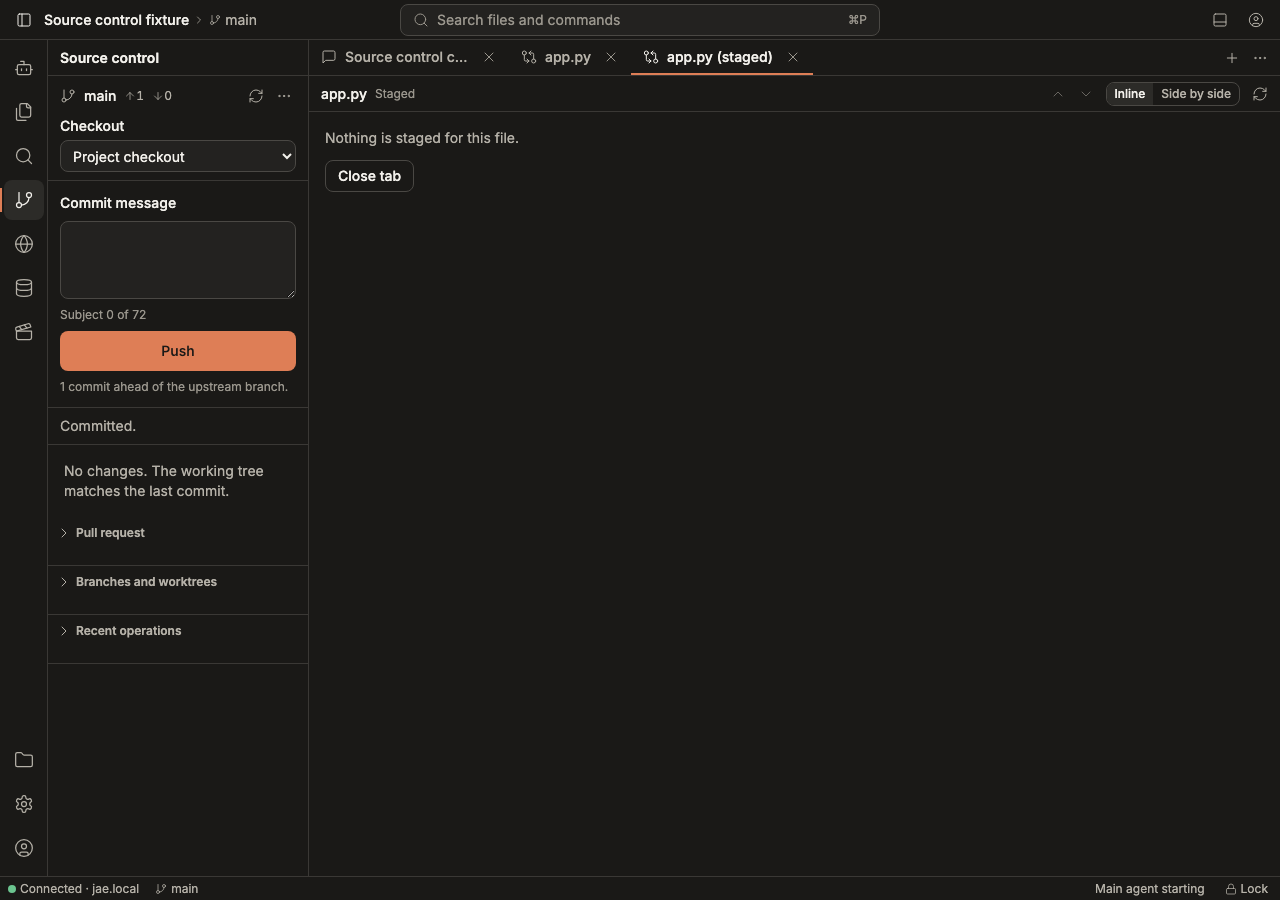 Source control fixture > main
Search files and commands ⌘P
Source control
Source control c...
app.py
app.py (staged)
main ↑1 ↓0
app.py Staged
Inline Side by side
Checkout
Project checkout
Nothing is staged for this file.
Close tab
Commit message
Subject 0 of 72
Push
1 commit ahead of the upstream branch.
Committed.
No changes. The working tree
matches the last commit.
Pull request
Branches and worktrees
Recent operations
Connected · jae.local main
Main agent starting Lock